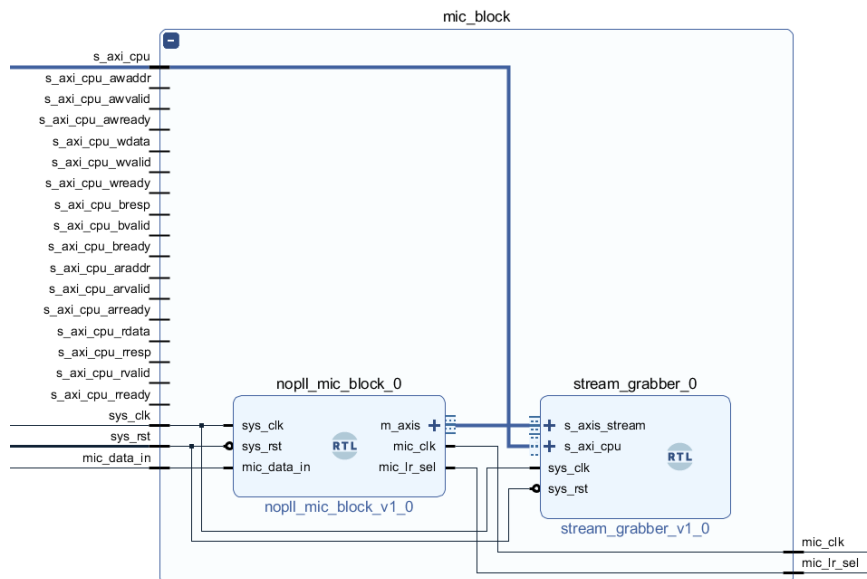 mic_block
s_axi_cpu
s_axi_cpu_awaddr
s_axi_cpu_awvalid
s_axi_cpu_awready
s_axi_cpu_wdata
s_axi_cpu_wvalid
s_axi_cpu_wready
s_axi_cpu_bresp
s_axi_cpu_bvalid
s_axi_cpu_bready
s_axi_cpu_araddr
s_axi_cpu_arvalid
s_axi_cpu_arready
s_axi_cpu_rdata
s_axi_cpu_rresp
s_axi_cpu_rvalid
s_axi_cpu_rready
sys_clk
sys_rst
mic_data_in
nopll_mic_block_0
sys_clk
sys_rst
mic_data_in
RTL
m_axis
mic_clk
mic_lr_sel
nopll_mic_block_v1_0
stream_grabber_0
s_axis_stream
s_axi_cpu
sys_clk
sys_rst
RTL
stream_grabber_v1_0
mic_clk
mic_lr_sel